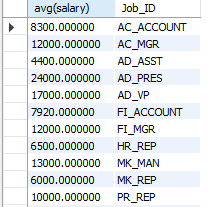 avg(salary) Job_ID
8300.000000 AC_ACCOUNT
12000.000000 AC_MGR
4400.000000 AD_ASST
24000.000000 AD_PRES
17000.000000 AD_VP
7920.000000 FI_ACCOUNT
12000.000000 FI_MGR
6500.000000 HR_REP
13000.000000 MK_MAN
6000.000000 MK_REP
10000.000000 PR_REP